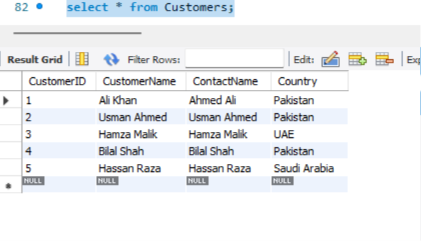 82 select * from Customers;
Result Grid Filter Rows: Edit: Exp
CustomerID CustomerName ContactName Country
1 Ali Khan Ahmed Ali Pakistan
2 Usman Ahmed Usman Ahmed Pakistan
3 Hamza Malik Hamza Malik UAE
4 Bilal Shah Bilal Shah Pakistan
5 Hassan Raza Hassan Raza Saudi Arabia
NULL NULL NULL NULL